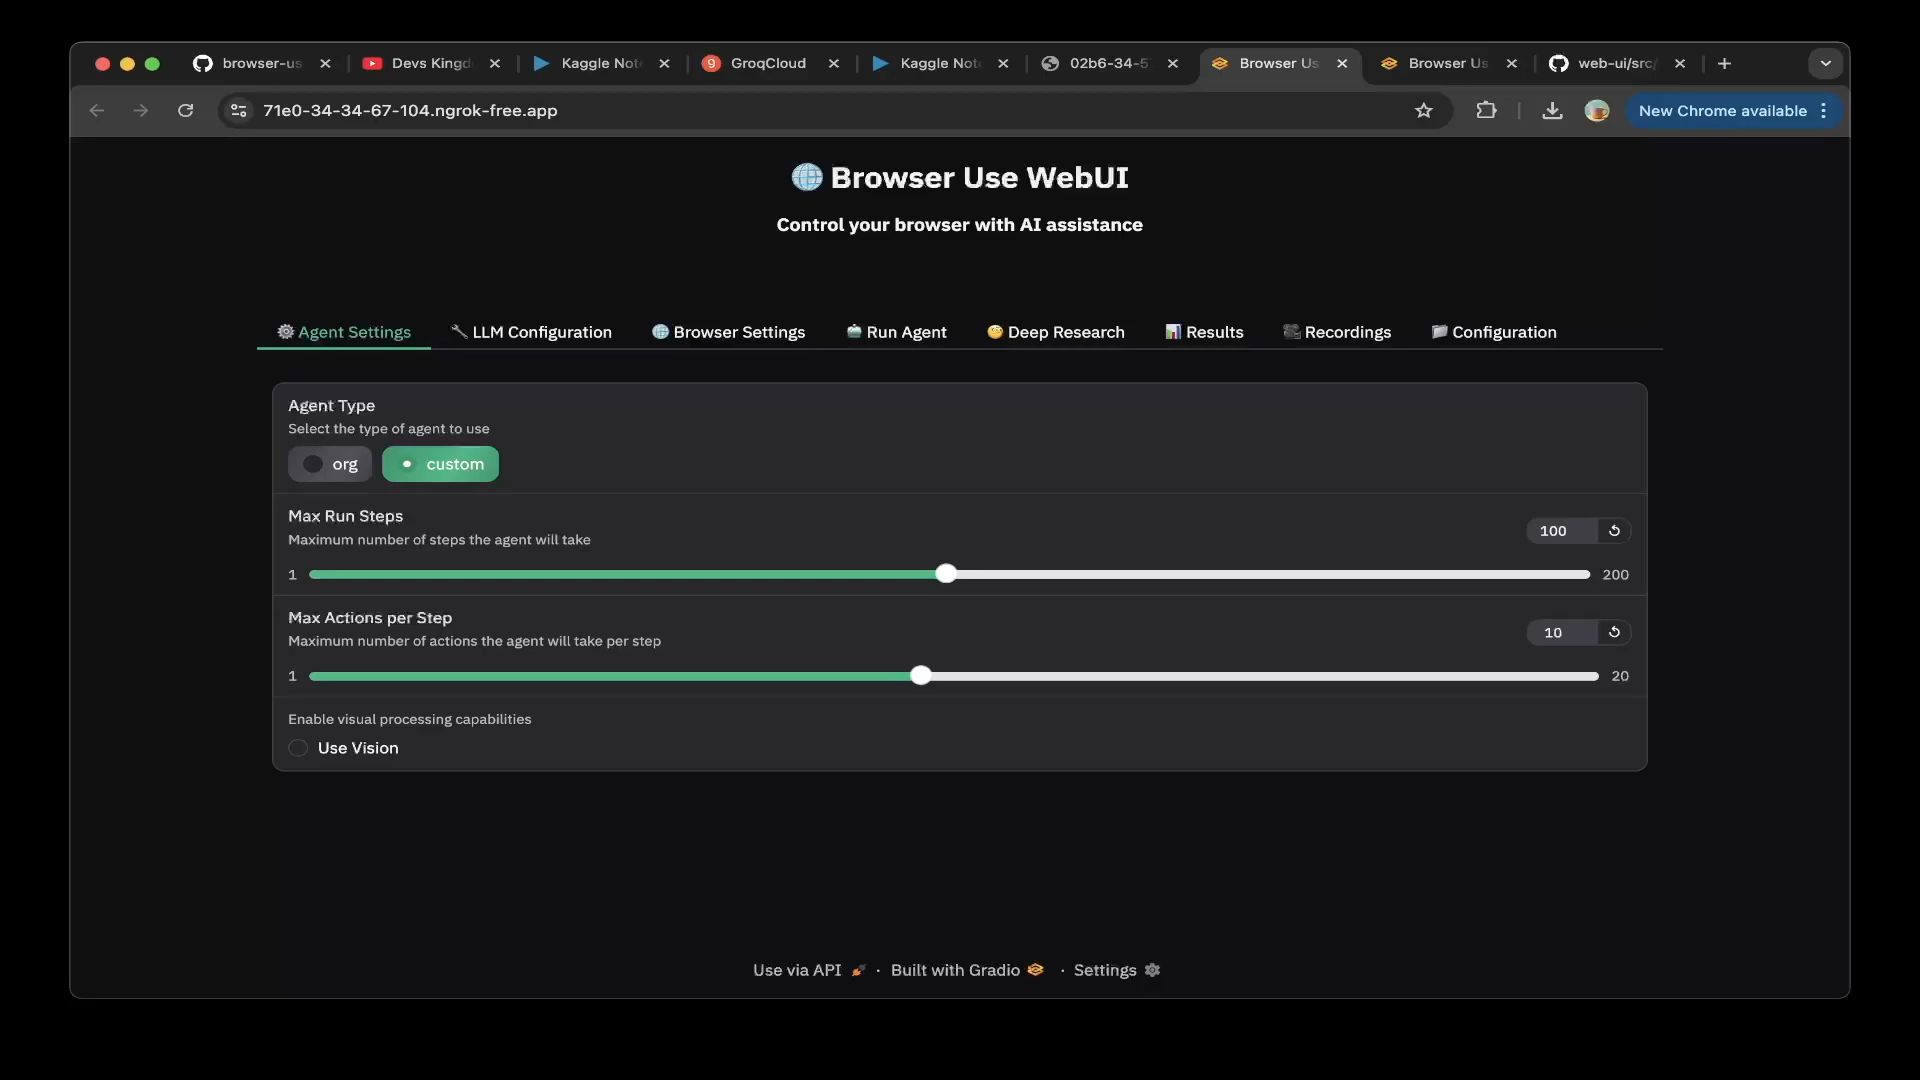 browser-us
Devs Kingd
Kaggle Not
GroqCloud
Kaggle Not
02b6-34-5
Browser Us
Browser Us
web-ui/src/
71e0-34-34-67-104.ngrok-free.app
New Chrome available
Browser Use WebUI
Control your browser with AI assistance
Agent Settings
LLM Configuration
Browser Settings
Run Agent
Deep Research
Results
Recordings
Configuration
Agent Type
Select the type of agent to use
org
custom
Max Run Steps
Maximum number of steps the agent will take
100
1
200
Max Actions per Step
Maximum number of actions the agent will take per step
10
1
20
Enable visual processing capabilities
Use Vision
Use via API · Built with Gradio · Settings